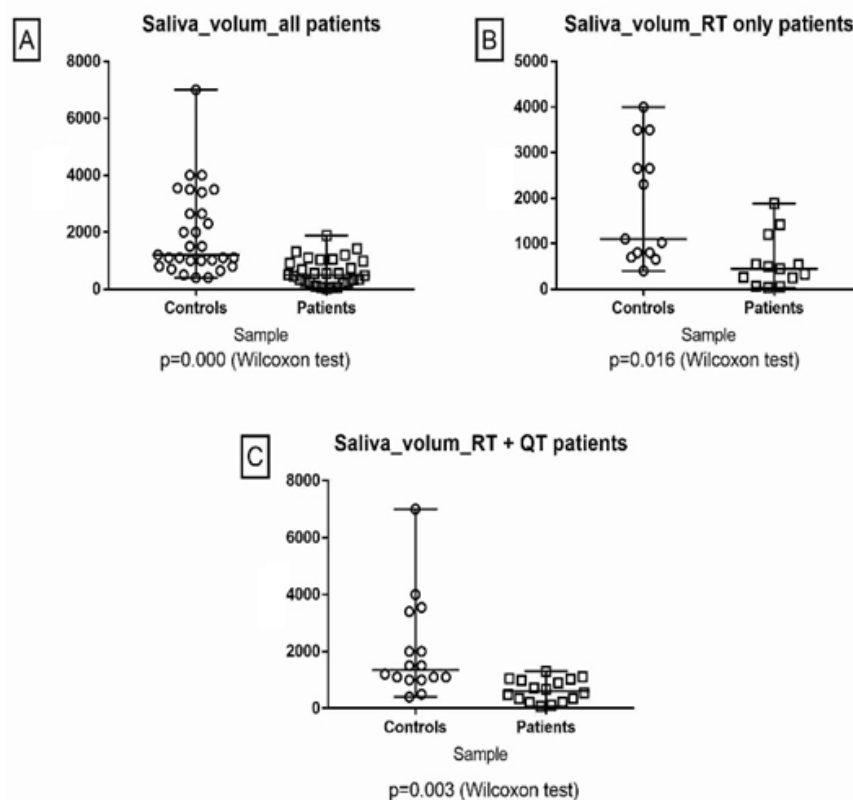 A
Saliva_volum_all patients
8000
6000
4000
2000
0
Controls
Patients
Sample
p=0.000 (Wilcoxon test)
B
Saliva_volum_RT only patients
5000
4000
3000
2000
1000
0
Controls
Patients
Sample
p=0.016 (Wilcoxon test)
C
Saliva_volum_RT + QT patients
8000
6000
4000
2000
0
Controls
Patients
Sample
p=0.003 (Wilcoxon test)